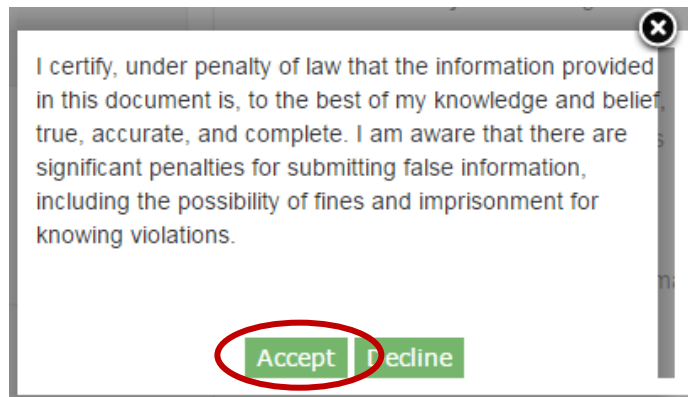 I certify, under penalty of law that the information provided
in this document is, to the best of my knowledge and belief,
true, accurate, and complete. I am aware that there are
significant penalties for submitting false information,
including the possibility of fines and imprisonment for
knowing violations.
Accept Decline